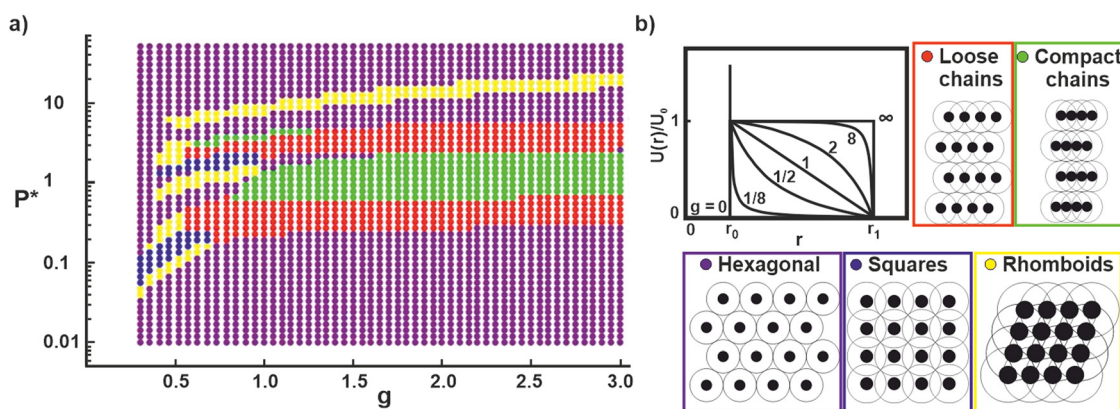 a)
10
1
P*
0.1
0.01
0.5
1.0
1.5
2.0
2.5
3.0
g
b)
U(r)/U₀
1
0
∞
8
2
1
1/2
1/8
g = 0
0
r₀
r
r₁
Loose
chains
Compact
chains
Hexagonal
Squares
Rhomboids